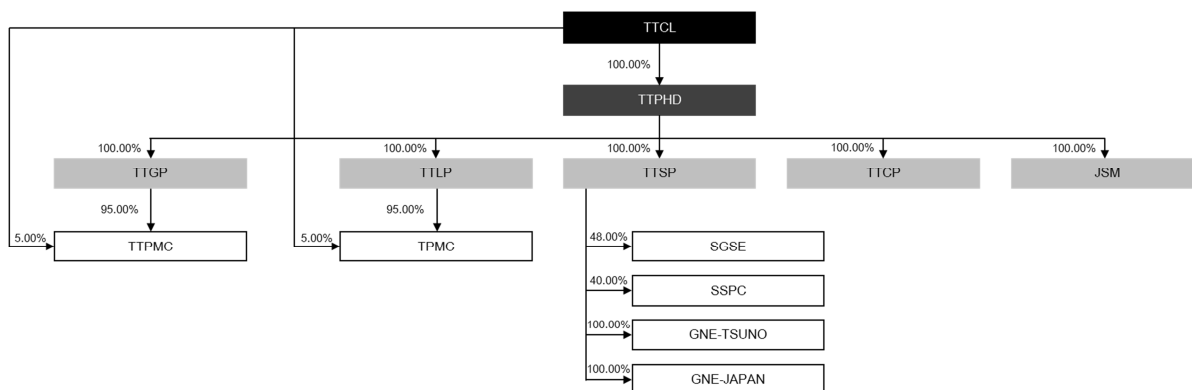 TTCL
100.00%
TTPHD
100.00% 100.00% 100.00% 100.00% 100.00%
TTGP TTLP TTSP TTCP JSM
95.00% 95.00%
5.00% TTPMC 5.00% TPMC 48.00% SGSE
40.00% SSPC
100.00% GNE-TSUNO
100.00% GNE-JAPAN